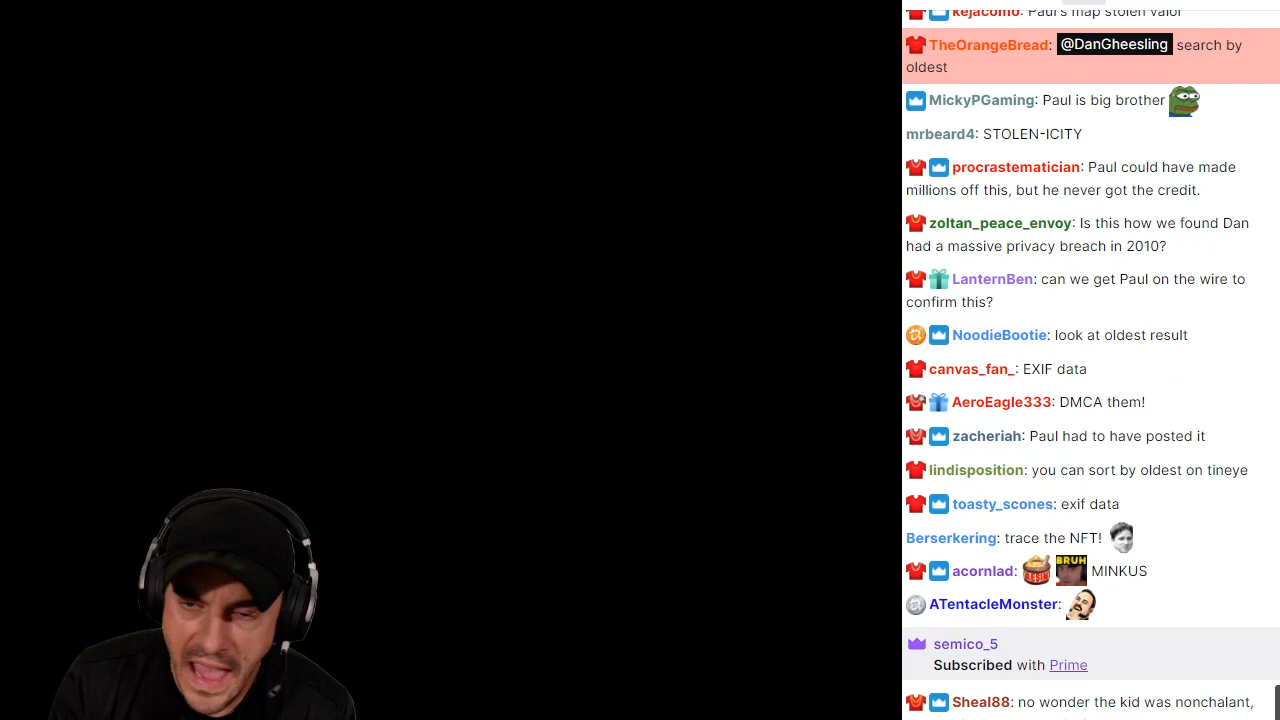 kejacomo: Paul's map stolen valor
TheOrangeBread: @DanGheesling search by
oldest
MickyPGaming: Paul is big brother
mrbeard4: STOLEN-ICITY
procrastematician: Paul could have made
millions off this, but he never got the credit.
zoltan_peace_envoy: Is this how we found Dan
had a massive privacy breach in 2010?
LanternBen: can we get Paul on the wire to
confirm this?
NoodieBootie: look at oldest result
canvas_fan_: EXIF data
AeroEagle333: DMCA them!
zacheriah: Paul had to have posted it
lindisposition: you can sort by oldest on tineye
toasty_scones: exif data
Berserkering: trace the NFT!
acornlad: RESIN BRUH MINKUS
ATentacleMonster:
semico_5
Subscribed with Prime
Sheal88: no wonder the kid was nonchalant,